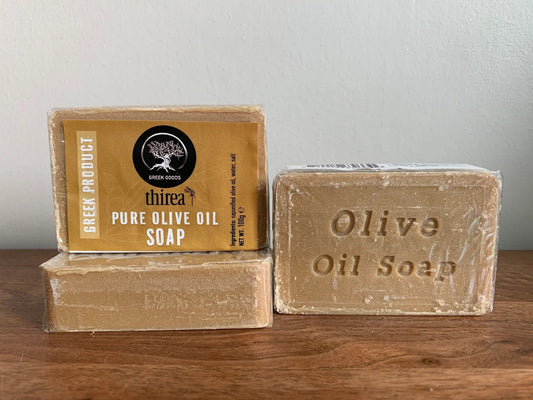 GREEK PRODUCT
GREEK GOODS
thirea
PURE OLIVE OIL
SOAP
Ingredients: saponified olive oil, water, salt
NET WT. 100g ℮
Olive
Oil Soap